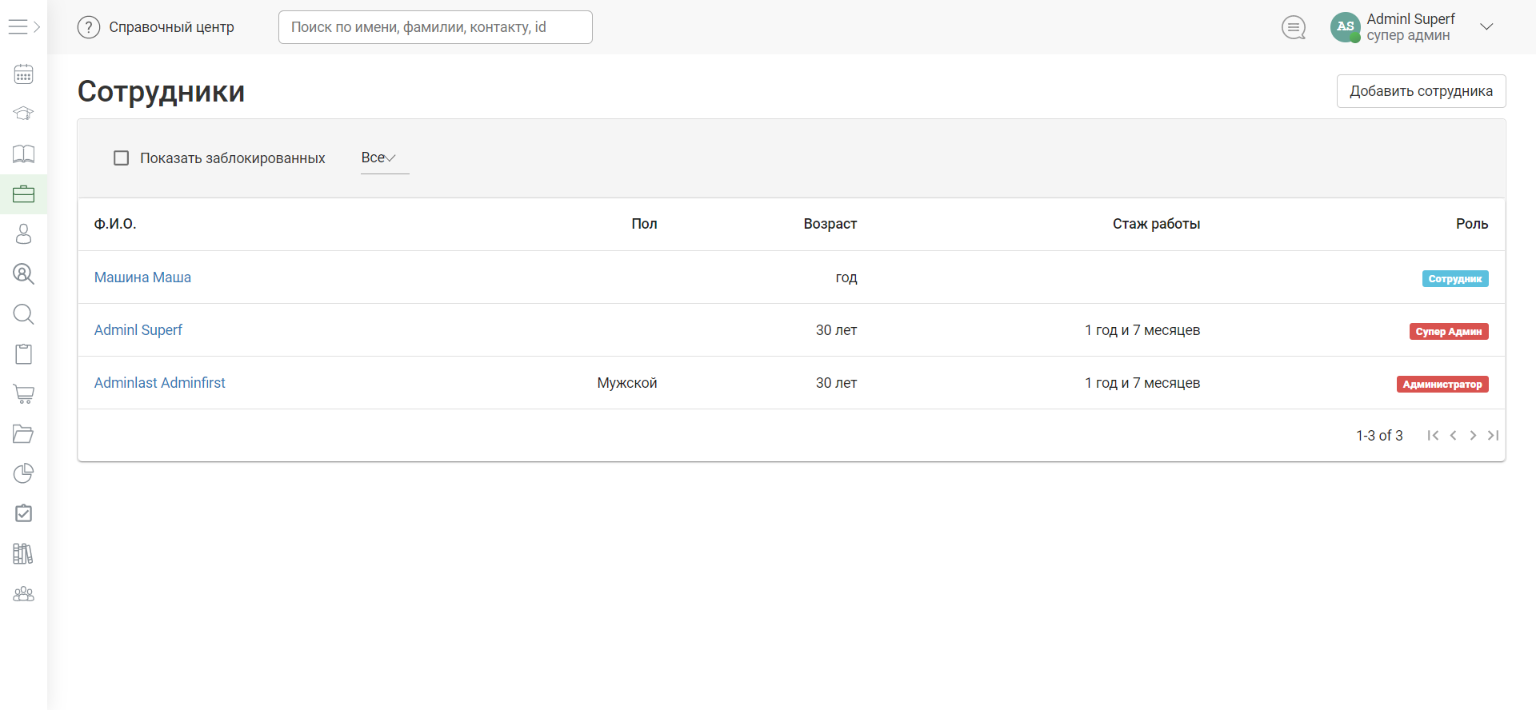 Справочный центр
Поиск по имени, фамилии, контакту, id
AS
Adminl Superf
супер админ
Сотрудники
Добавить сотрудника
Показать заблокированных
Все
Ф.И.О. Пол Возраст Стаж работы Роль
Машина Маша год Сотрудник
Adminl Superf 30 лет 1 год и 7 месяцев Супер Админ
Adminlast Adminfirst Мужской 30 лет 1 год и 7 месяцев Администратор
1-3 of 3